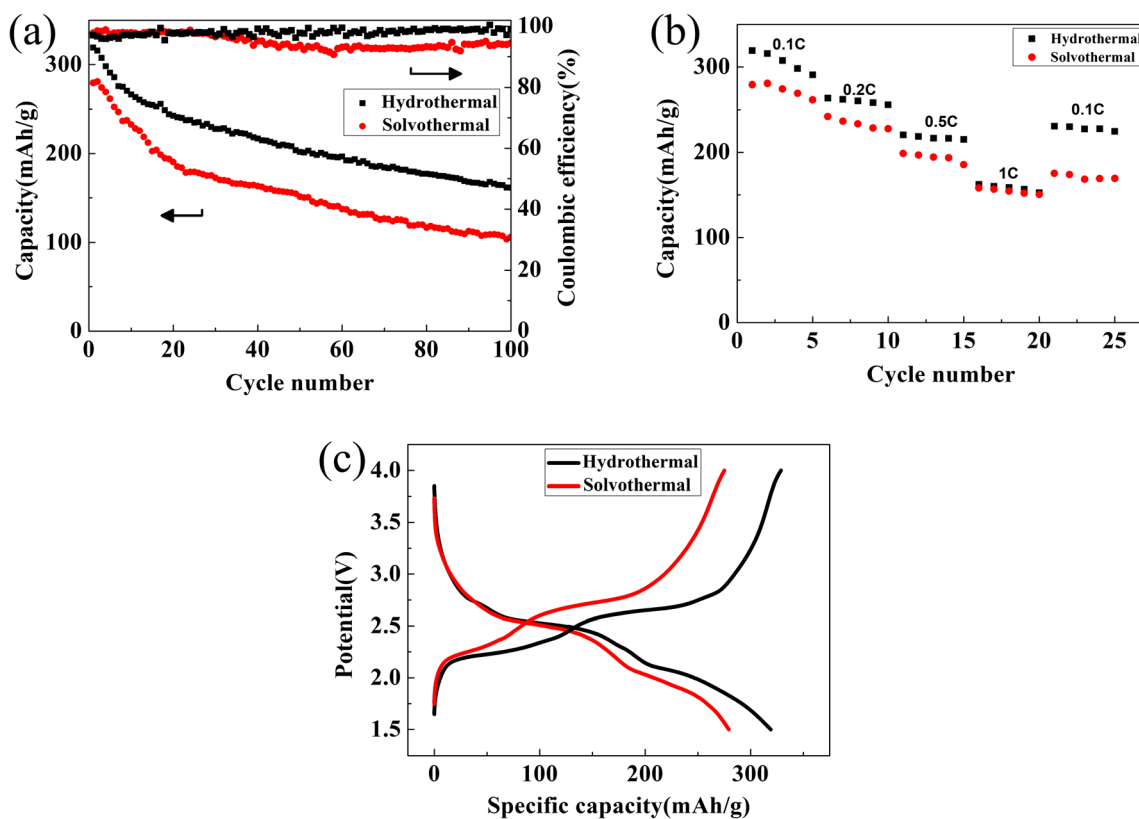 (a)
Capacity(mAh/g)
300
200
100
0
Hydrothermal
Solvothermal
100
80
60
40
20
0
Coulombic efficiency(%)
0 20 40 60 80 100
Cycle number
(b)
Capacity(mAh/g)
300
200
100
0
Hydrothermal
Solvothermal
0.1C
0.2C
0.5C
1C
0.1C
0 5 10 15 20 25
Cycle number
(c)
Potential(V)
4.0
3.5
3.0
2.5
2.0
1.5
Hydrothermal
Solvothermal
0 100 200 300
Specific capacity(mAh/g)